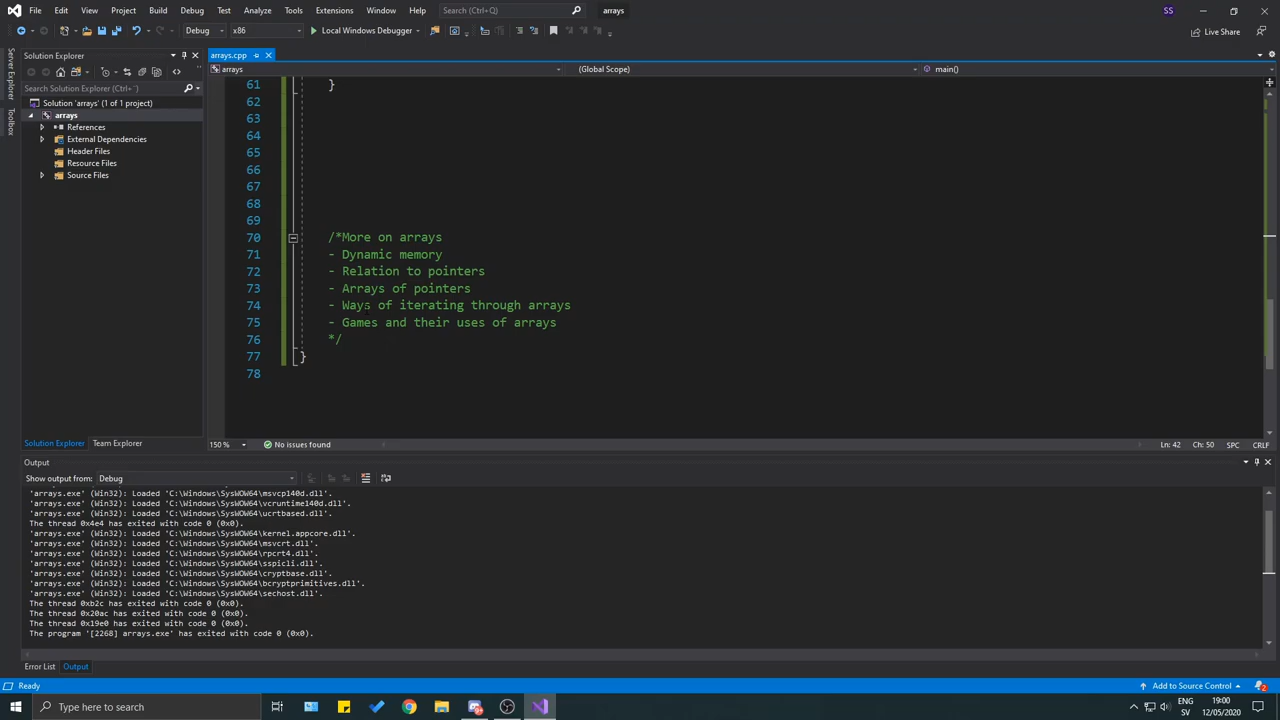 File Edit View Project Build Debug Test Analyze Tools Extensions Window Help Search (Ctrl+Q) arrays SS
Debug x86 Local Windows Debugger Live Share
Server Explorer
Toolbox
Solution Explorer
Search Solution Explorer (Ctrl+')
Solution 'arrays' (1 of 1 project)
arrays
References
External Dependencies
Header Files
Resource Files
Source Files
Solution Explorer Team Explorer
arrays.cpp
arrays (Global Scope) main()
61 }
62
63
64
65
66
67
68
69
70 /*More on arrays
71 - Dynamic memory
72 - Relation to pointers
73 - Arrays of pointers
74 - Ways of iterating through arrays
75 - Games and their uses of arrays
76 */
77 }
78
150 % No issues found Ln: 42 Ch: 50 SPC CRLF
Output
Show output from: Debug
'arrays.exe' (Win32): Loaded 'C:\Windows\SysWOW64\msvcp140d.dll'.
'arrays.exe' (Win32): Loaded 'C:\Windows\SysWOW64\vcruntime140d.dll'.
'arrays.exe' (Win32): Loaded 'C:\Windows\SysWOW64\ucrtbased.dll'.
The thread 0x4e4 has exited with code 0 (0x0).
'arrays.exe' (Win32): Loaded 'C:\Windows\SysWOW64\kernel.appcore.dll'.
'arrays.exe' (Win32): Loaded 'C:\Windows\SysWOW64\msvcrt.dll'.
'arrays.exe' (Win32): Loaded 'C:\Windows\SysWOW64\rpcrt4.dll'.
'arrays.exe' (Win32): Loaded 'C:\Windows\SysWOW64\sspicli.dll'.
'arrays.exe' (Win32): Loaded 'C:\Windows\SysWOW64\cryptbase.dll'.
'arrays.exe' (Win32): Loaded 'C:\Windows\SysWOW64\bcryptprimitives.dll'.
'arrays.exe' (Win32): Loaded 'C:\Windows\SysWOW64\sechost.dll'.
The thread 0xb2c has exited with code 0 (0x0).
The thread 0x20ac has exited with code 0 (0x0).
The thread 0x19e0 has exited with code 0 (0x0).
The program '[2268] arrays.exe' has exited with code 0 (0x0).
Error List Output
Ready Add to Source Control 2
Type here to search ENG 19:00
SV 12/05/2020